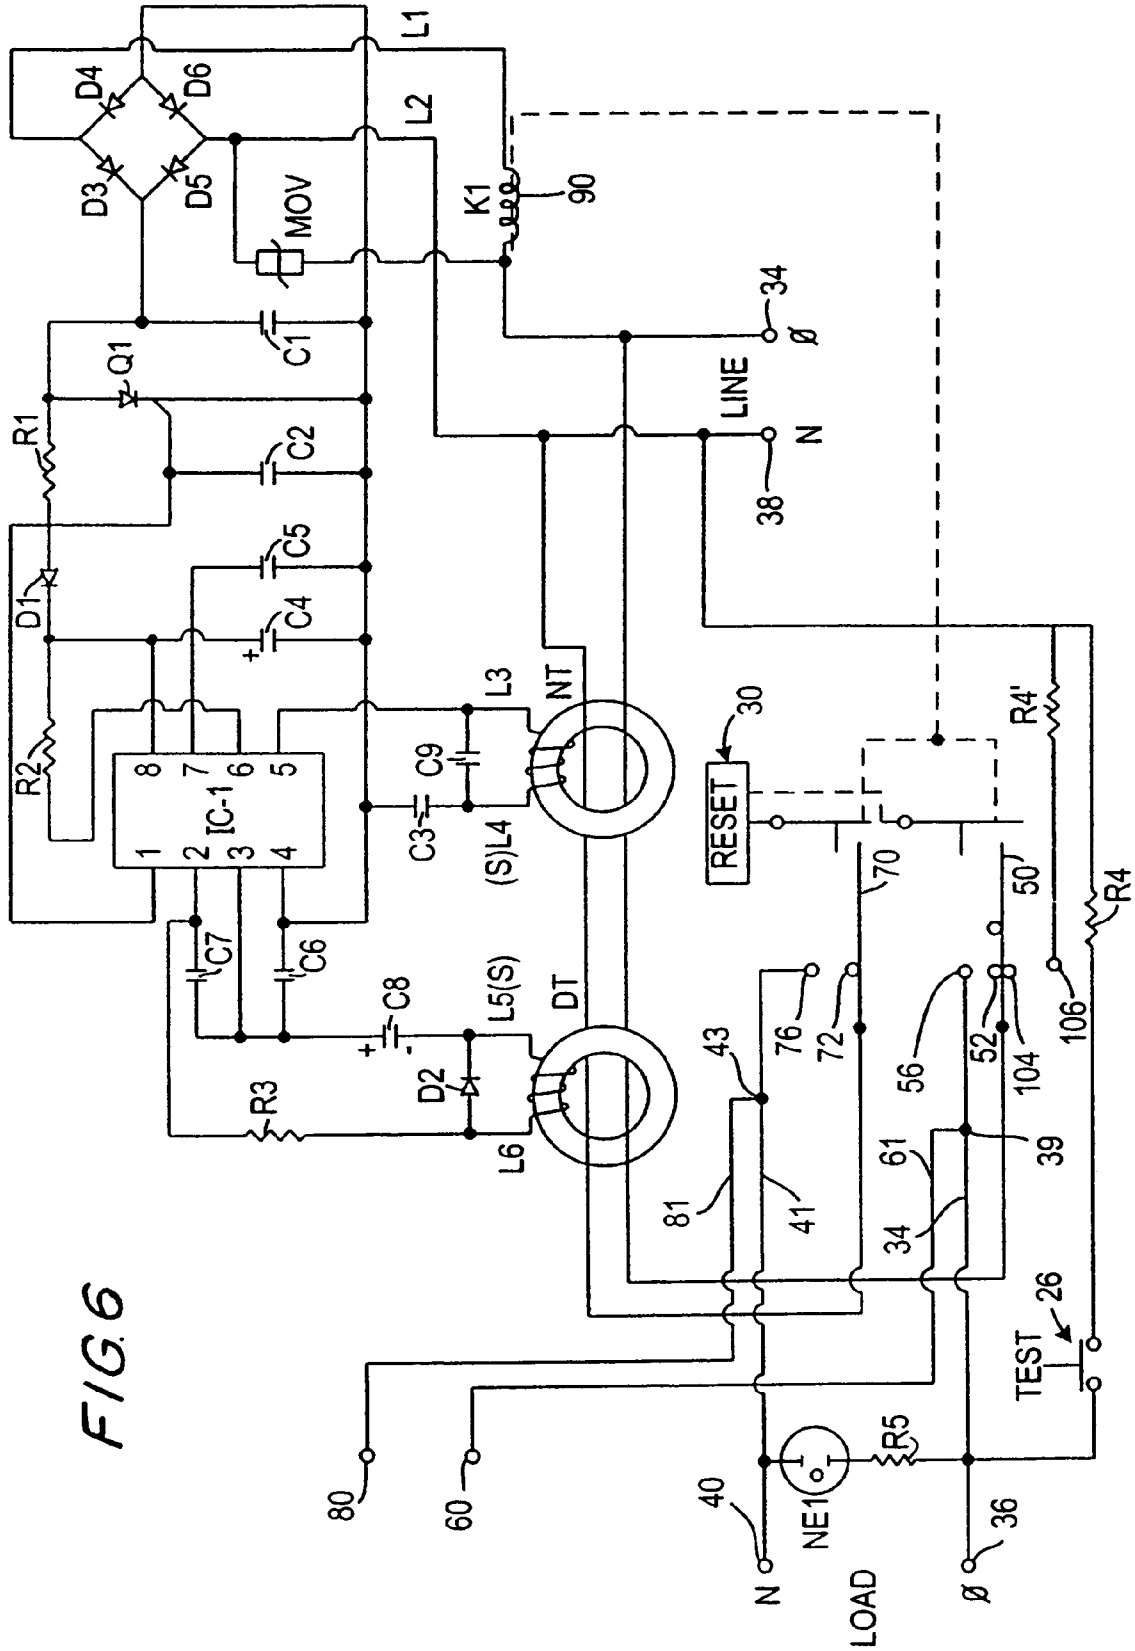 FIG. 6
L1
L2
D4
D6
D3
D5
MOV
K1
90
C1
Q1
R1
C2
C5
D1
C4
+
R2
8
7
6
5
IC-1
1
2
3
4
L3
C9
C3
(S)L4
NT
34
Ø
LINE
N
38
C7
C6
C8
+
-
L5(S)
DT
D2
R3
L6
RESET
30
R4'
70
50'
R4
76
72
56
52
104
106
43
39
61
81
41
34
26
TEST
80
60
40
N
NE1
R5
LOAD
36
Ø